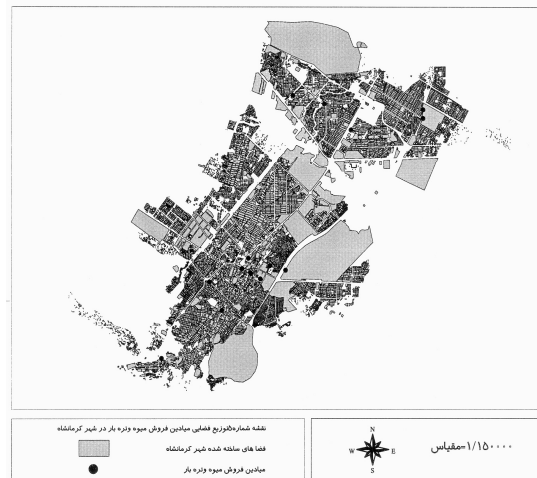 نقشه شماره۵توزیع فضایی میادین فروش میوه وتره بار در شهر کرمانشاه
فضا های ساخته شده شهر کرمانشاه
میادین فروش میوه وتره بار
N
W E
S
مقیاس=۱/۱۵۰۰۰۰